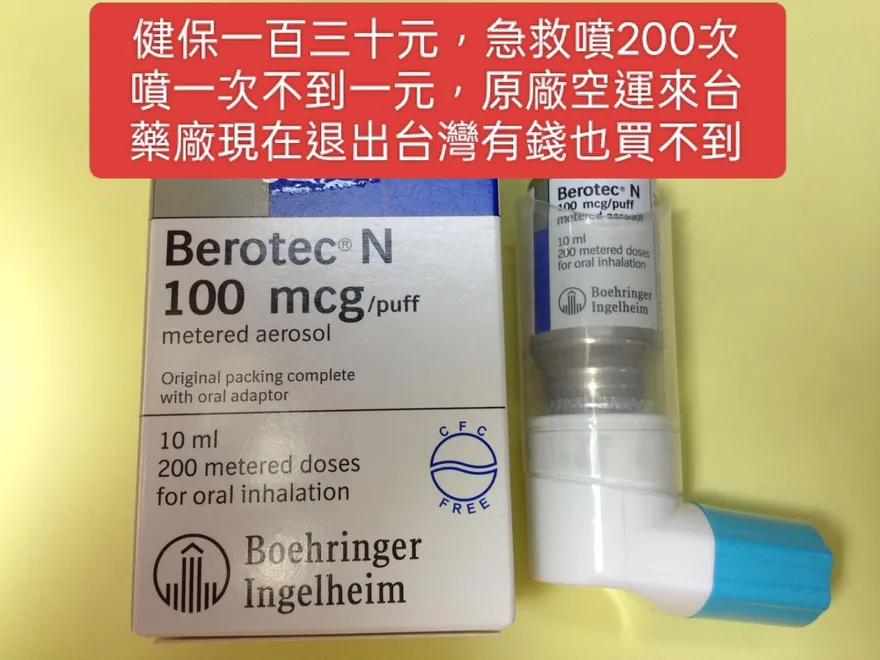 健保一百三十元，急救噴200次
噴一次不到一元，原廠空運來台
藥廠現在退出台灣有錢也買不到
Berotec® N
100 mcg/puff
metered aerosol
Original packing complete
with oral adaptor
10 ml
200 metered doses
for oral inhalation
CFC
FREE
Boehringer
Ingelheim
Berotec® N
100 mcg/puff
metered aerosol
10 ml
200 metered doses
for oral inhalation
Boehringer
Ingelheim